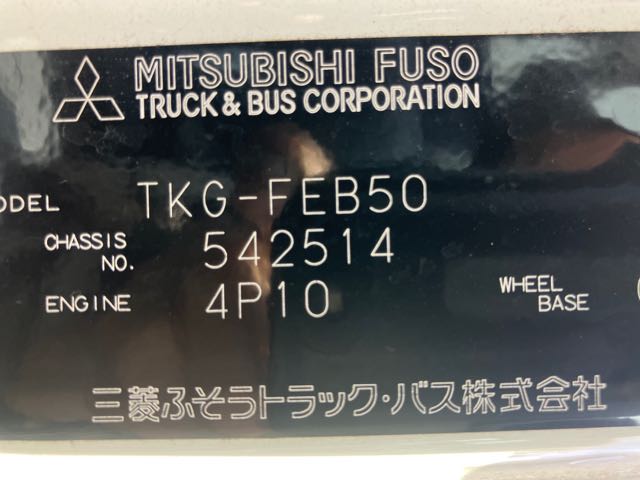 MITSUBISHI FUSO
TRUCK & BUS CORPORATION
ODEL TKG-FEB50
CHASSIS NO. 542514
ENGINE 4P10 WHEEL BASE
三菱ふそうトラック・バス株式会社